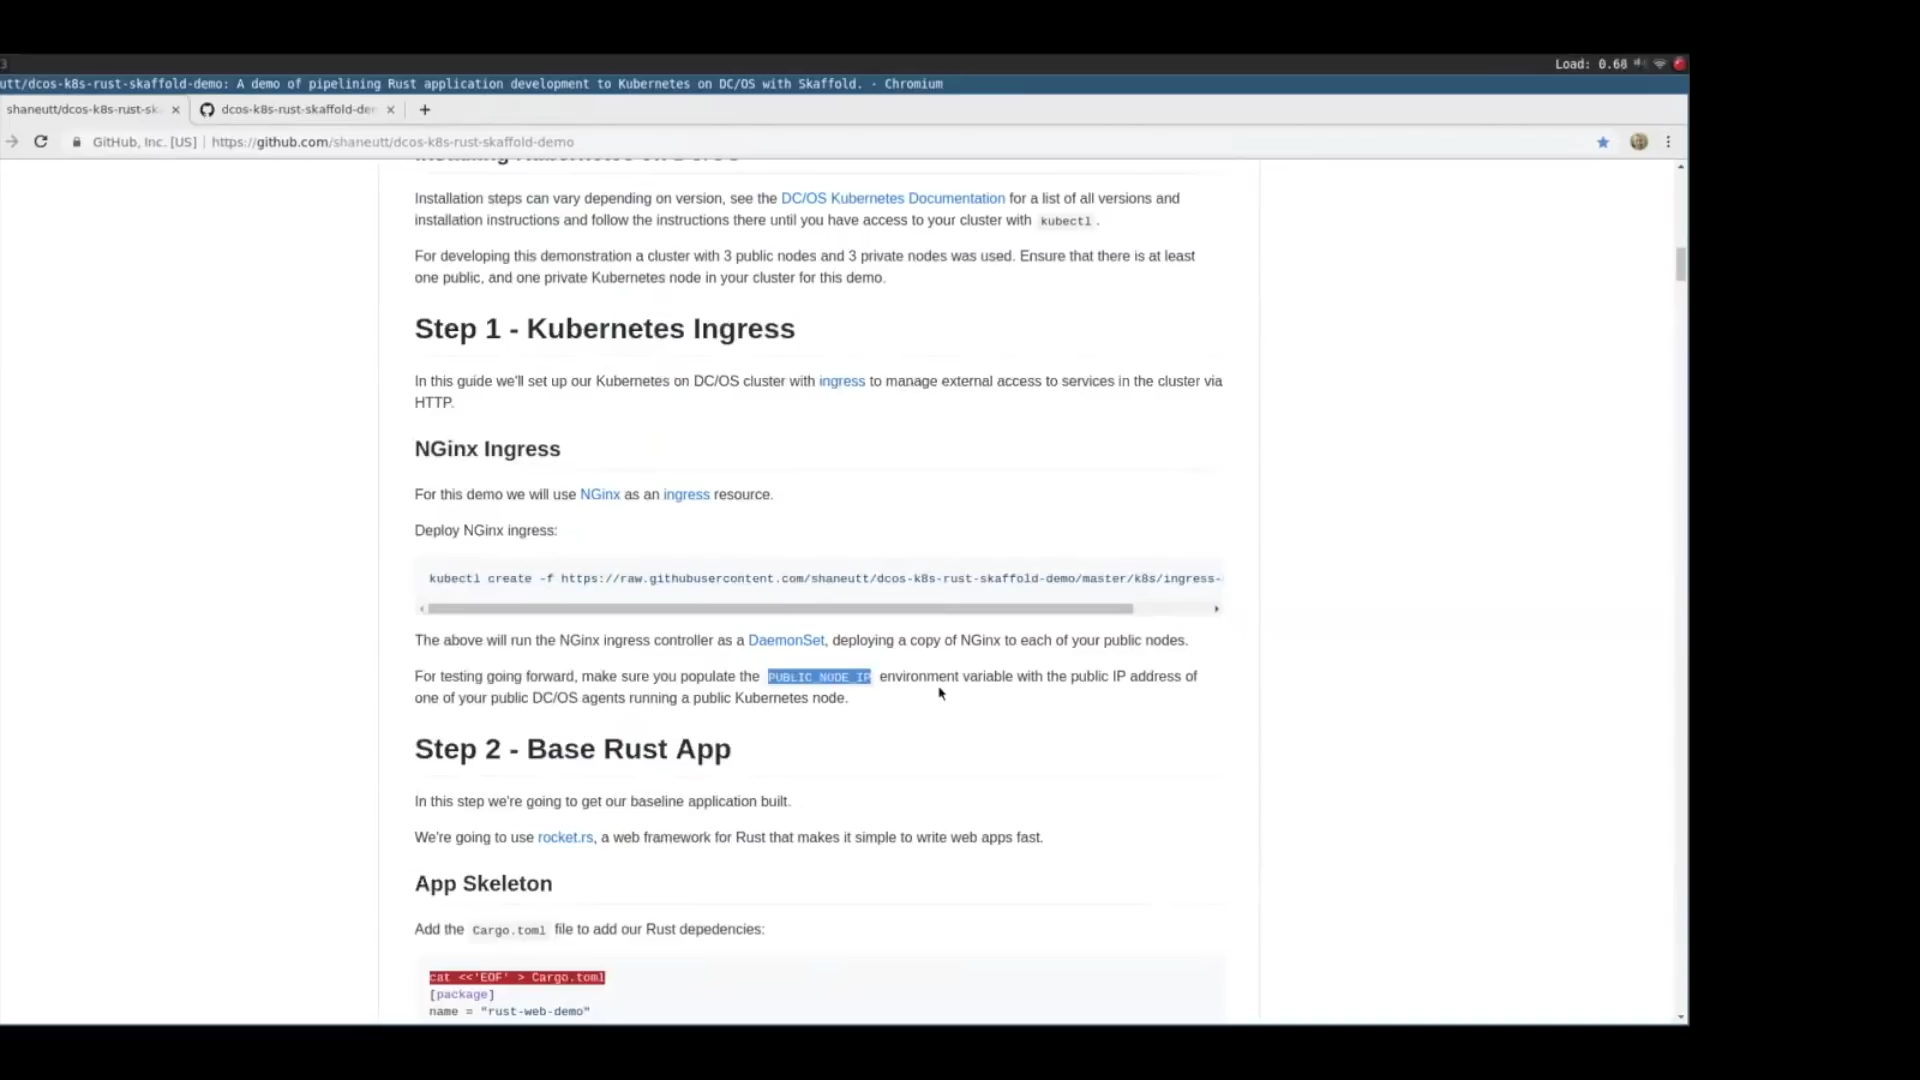 3
Load: 0.68
utt/dcos-k8s-rust-skaffold-demo: A demo of pipelining Rust application development to Kubernetes on DC/OS with Skaffold. - Chromium
shaneutt/dcos-k8s-rust-sk
dcos-k8s-rust-skaffold-der
GitHub, Inc. [US] | https://github.com/shaneutt/dcos-k8s-rust-skaffold-demo
Installing Kubernetes on DC/OS
Installation steps can vary depending on version, see the DC/OS Kubernetes Documentation for a list of all versions and
installation instructions and follow the instructions there until you have access to your cluster with kubectl .
For developing this demonstration a cluster with 3 public nodes and 3 private nodes was used. Ensure that there is at least
one public, and one private Kubernetes node in your cluster for this demo.
Step 1 - Kubernetes Ingress
In this guide we'll set up our Kubernetes on DC/OS cluster with ingress to manage external access to services in the cluster via
HTTP.
NGinx Ingress
For this demo we will use NGinx as an ingress resource.
Deploy NGinx ingress:
kubectl create -f https://raw.githubusercontent.com/shaneutt/dcos-k8s-rust-skaffold-demo/master/k8s/ingress-
The above will run the NGinx ingress controller as a DaemonSet, deploying a copy of NGinx to each of your public nodes.
For testing going forward, make sure you populate the PUBLIC_NODE_IP environment variable with the public IP address of
one of your public DC/OS agents running a public Kubernetes node.
Step 2 - Base Rust App
In this step we're going to get our baseline application built.
We're going to use rocket.rs, a web framework for Rust that makes it simple to write web apps fast.
App Skeleton
Add the Cargo.toml file to add our Rust depedencies:
cat <<'EOF' > Cargo.toml
[package]
name = "rust-web-demo"